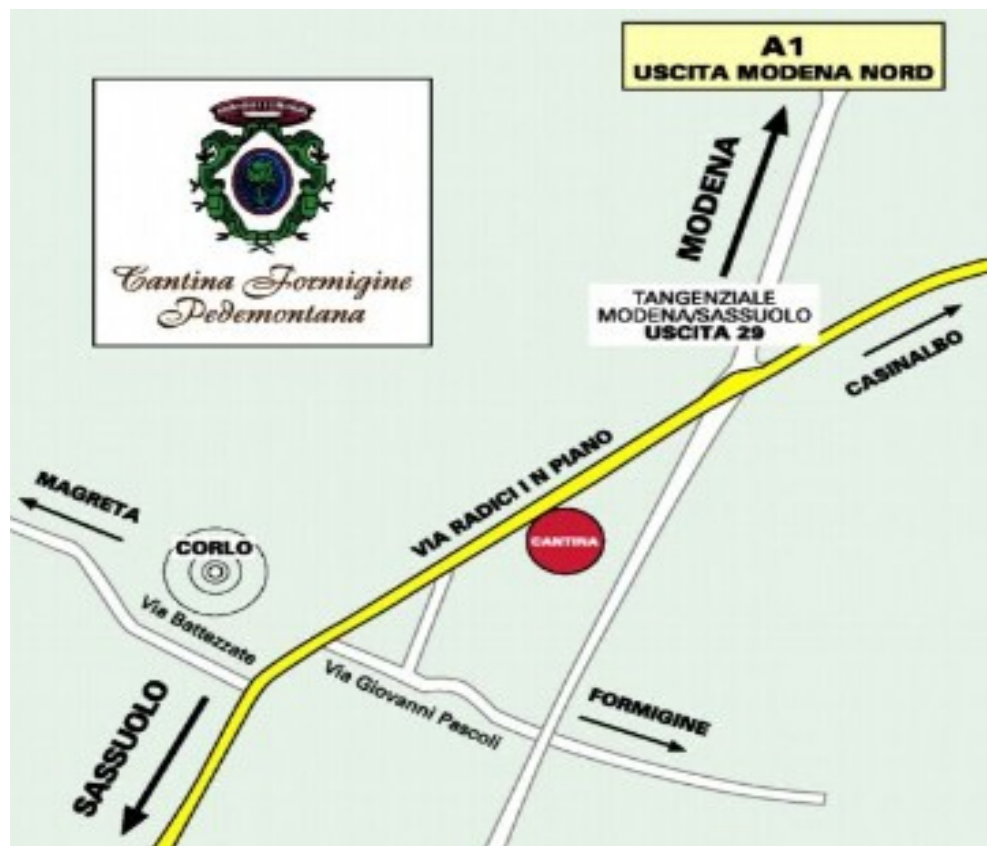 A1
USCITA MODENA NORD
Cantina Formigine
Pedemontana
MODENA
TANGENZIALE
MODENA/SASSUOLO
USCITA 29
CASINALBO
VIA RADICI I N PIANO
MAGRETA
CORLO
CANTINA
Via Battezzate
Via Giovanni Pascoli
SASSUOLO
FORMIGINE